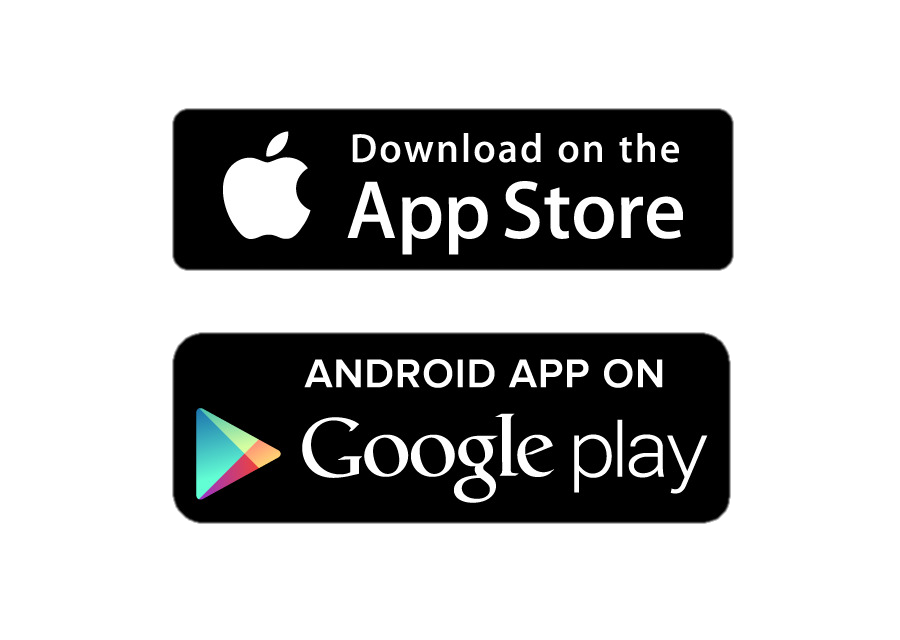 Download on the
App Store
ANDROID APP ON
Google play